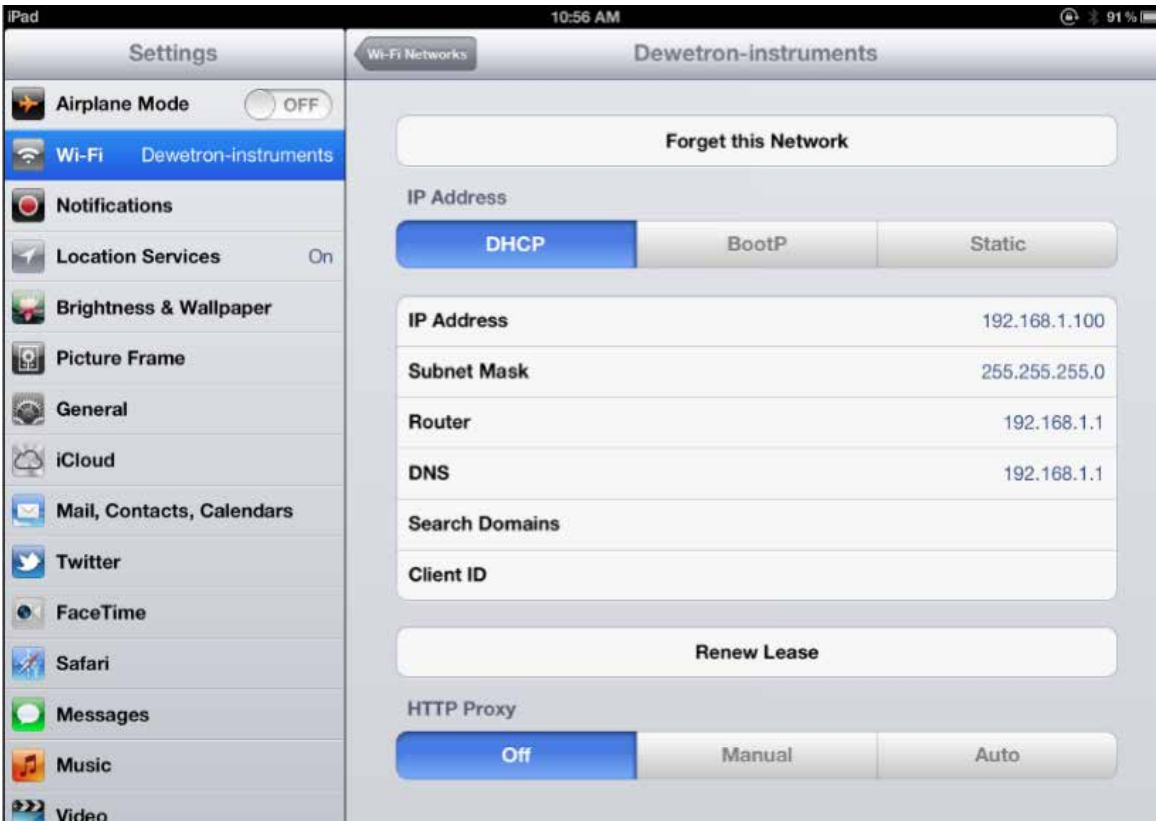 iPad 10:56 AM 91%
Settings
Wi-Fi Networks Dewetron-instruments
Airplane Mode OFF
Wi-Fi Dewetron-instruments
Notifications
Location Services On
Brightness & Wallpaper
Picture Frame
General
iCloud
Mail, Contacts, Calendars
Twitter
FaceTime
Safari
Messages
Music
Video
Forget this Network
IP Address
DHCP BootP Static
IP Address 192.168.1.100
Subnet Mask 255.255.255.0
Router 192.168.1.1
DNS 192.168.1.1
Search Domains
Client ID
Renew Lease
HTTP Proxy
Off Manual Auto